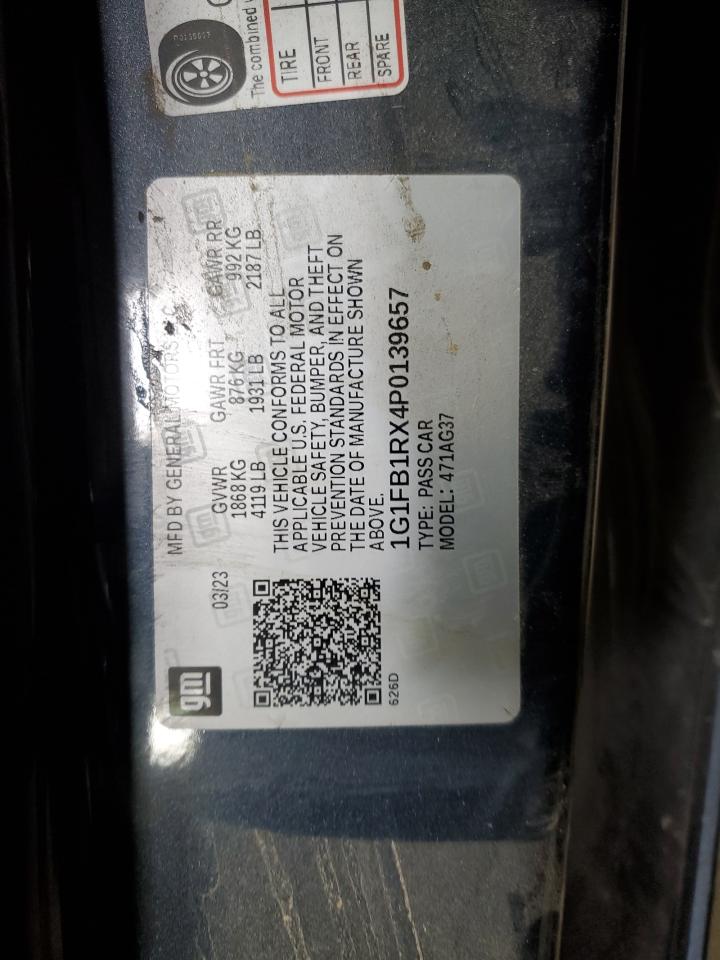 The combined
TIRE
FRONT
REAR
SPARE
gm
MFD BY GENERAL MOTORS
03/23
GVWR GAWR FRT GAWR RR
1868 KG 876 KG 992 KG
4119 LB 1931 LB 2187 LB
THIS VEHICLE CONFORMS TO ALL
APPLICABLE U.S. FEDERAL MOTOR
VEHICLE SAFETY, BUMPER, AND THEFT
PREVENTION STANDARDS IN EFFECT ON
THE DATE OF MANUFACTURE SHOWN
ABOVE.
1G1FB1RX4P0139657
TYPE: PASS CAR
MODEL: 471AG37
626D